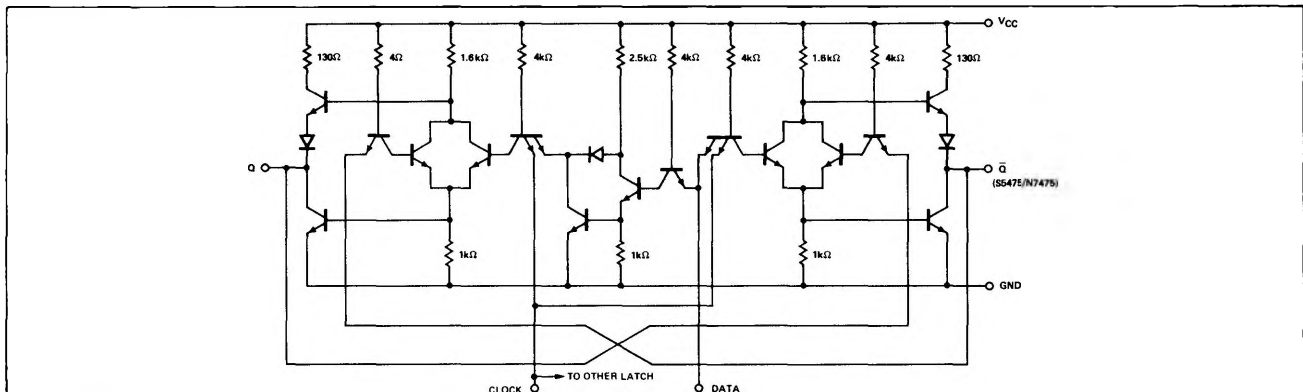 VCC
130Ω 4Ω 1.6kΩ 4kΩ 2.5kΩ 4kΩ 4kΩ 1.6kΩ 4kΩ 130Ω
Q Q̄
(S5475/N7475)
1kΩ 1kΩ 1kΩ
GND
TO OTHER LATCH
CLOCK DATA